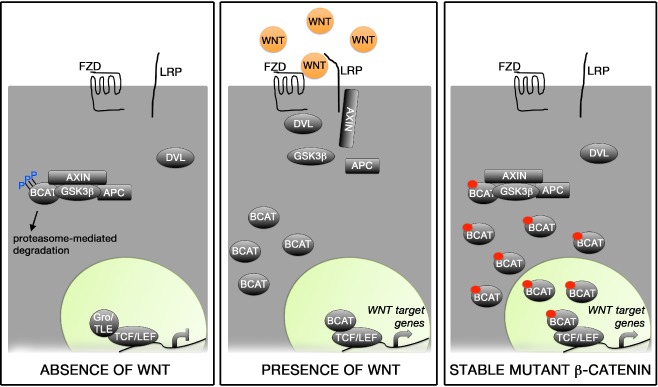 FZD
LRP
DVL
P P P
BCAT
AXIN
GSK3β
APC
proteasome-mediated
degradation
Gro/
TLE
TCF/LEF
ABSENCE OF WNT
WNT
WNT
WNT
WNT
FZD
LRP
AXIN
DVL
GSK3β
APC
BCAT
BCAT
BCAT
BCAT
BCAT
TCF/LEF
WNT target
genes
PRESENCE OF WNT
FZD
LRP
DVL
AXIN
BCAT
GSK3β
APC
BCAT
BCAT
BCAT
BCAT
BCAT
BCAT
BCAT
BCAT
TCF/LEF
WNT target
genes
STABLE MUTANT β-CATENIN